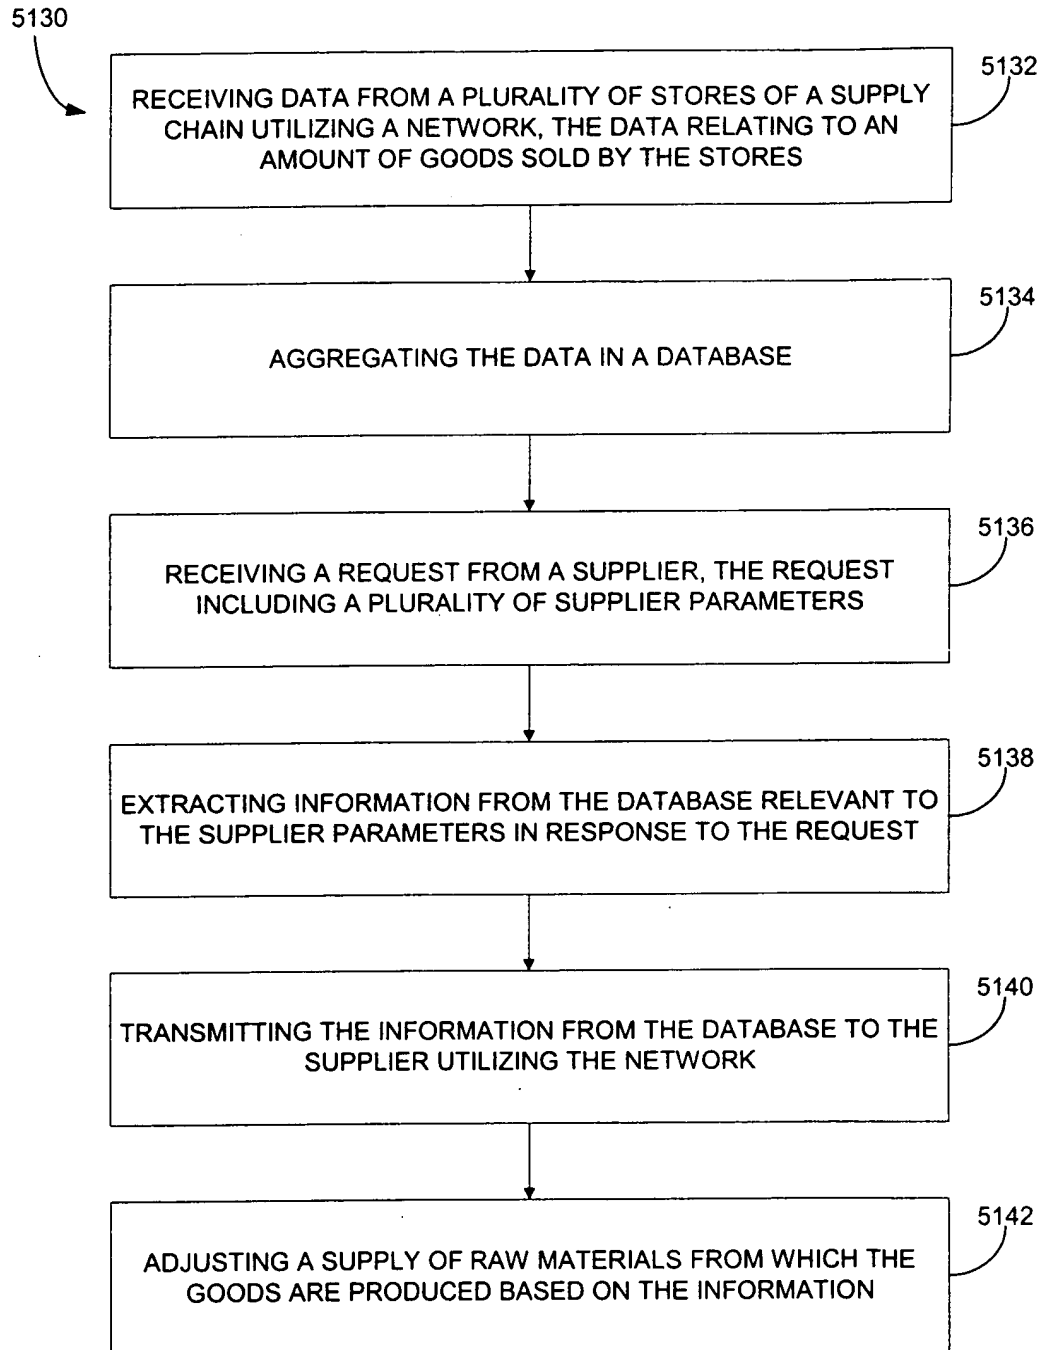 5130
5132
RECEIVING DATA FROM A PLURALITY OF STORES OF A SUPPLY
CHAIN UTILIZING A NETWORK, THE DATA RELATING TO AN
AMOUNT OF GOODS SOLD BY THE STORES
5134
AGGREGATING THE DATA IN A DATABASE
5136
RECEIVING A REQUEST FROM A SUPPLIER, THE REQUEST
INCLUDING A PLURALITY OF SUPPLIER PARAMETERS
5138
EXTRACTING INFORMATION FROM THE DATABASE RELEVANT TO
THE SUPPLIER PARAMETERS IN RESPONSE TO THE REQUEST
5140
TRANSMITTING THE INFORMATION FROM THE DATABASE TO THE
SUPPLIER UTILIZING THE NETWORK
5142
ADJUSTING A SUPPLY OF RAW MATERIALS FROM WHICH THE
GOODS ARE PRODUCED BASED ON THE INFORMATION